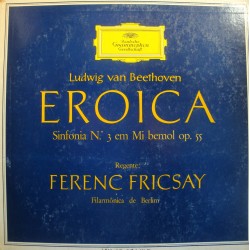 Deutsche
Grammophon
Gesellschaft
Ludwig van Beethoven
EROICA
Sinfónia N.º 3 em Mi bemol op. 55
Regente:
FERENC FRICSAY
Filarmônica de Berlim